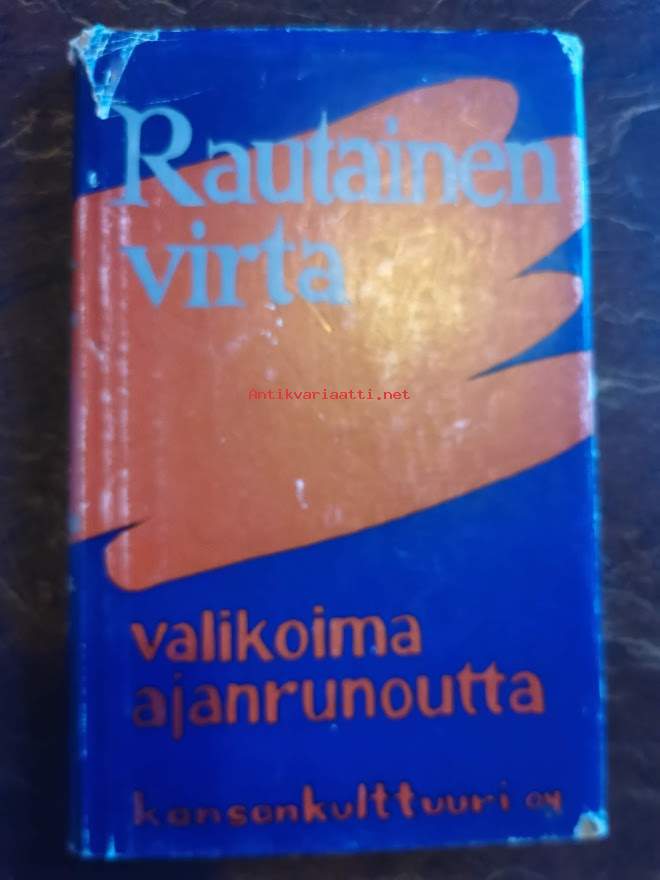 Rautainen
virta
Antikvariaatti.net
valikoima
ajanrunoutta
kansankulttuuri oy